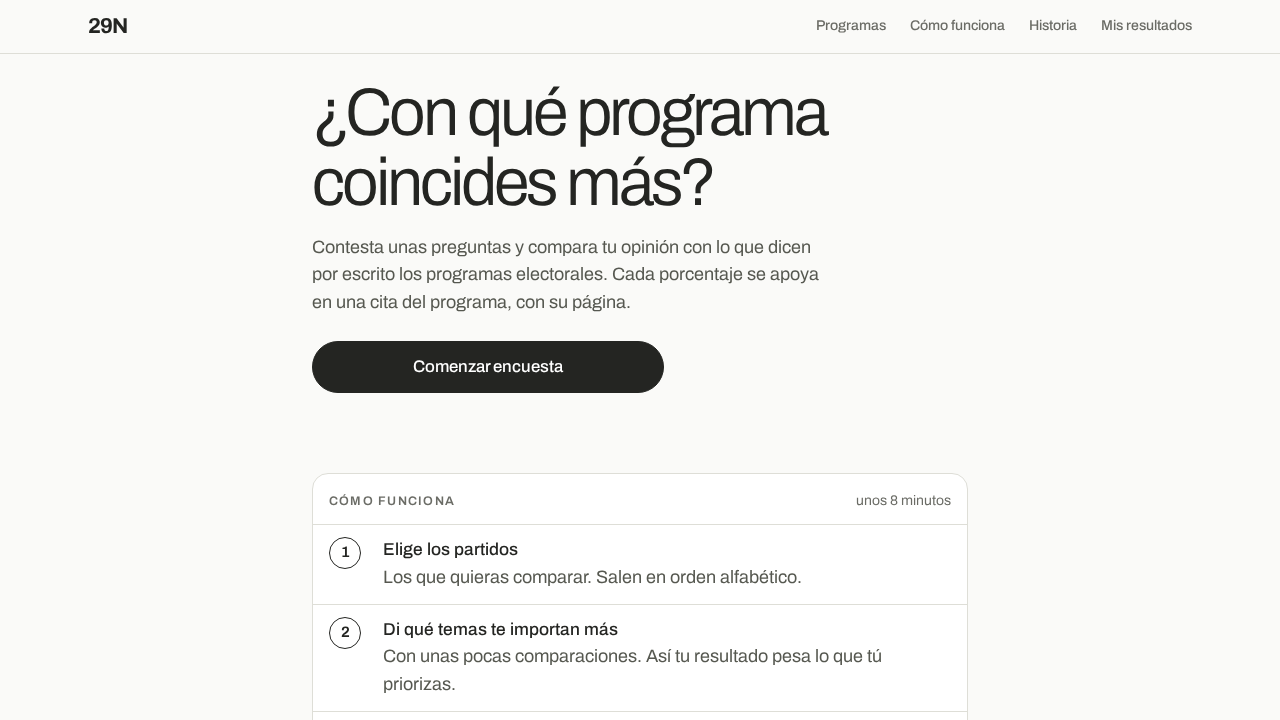 29N
Programas
Cómo funciona
Historia
Mis resultados
¿Con qué programa
coincides más?
Contesta unas preguntas y compara tu opinión con lo que dicen
por escrito los programas electorales. Cada porcentaje se apoya
en una cita del programa, con su página.
Comenzar encuesta
CÓMO FUNCIONA
unos 8 minutos
1
Elige los partidos
Los que quieras comparar. Salen en orden alfabético.
2
Di qué temas te importan más
Con unas pocas comparaciones. Así tu resultado pesa lo que tú
priorizas.